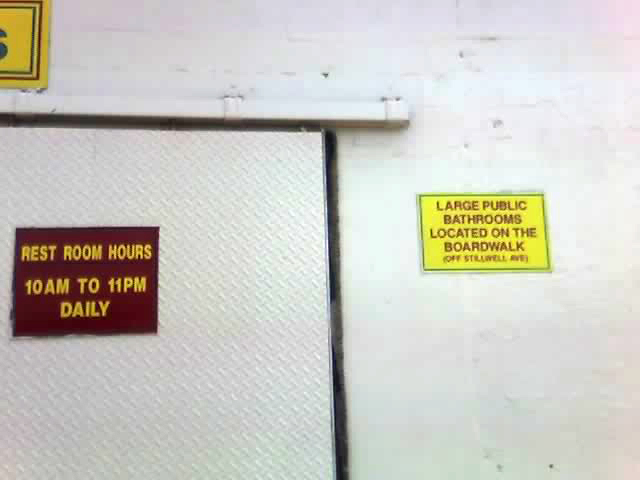 S
REST ROOM HOURS
10AM TO 11PM
DAILY
LARGE PUBLIC
BATHROOMS
LOCATED ON THE
BOARDWALK
(OFF STILLWELL AVE)